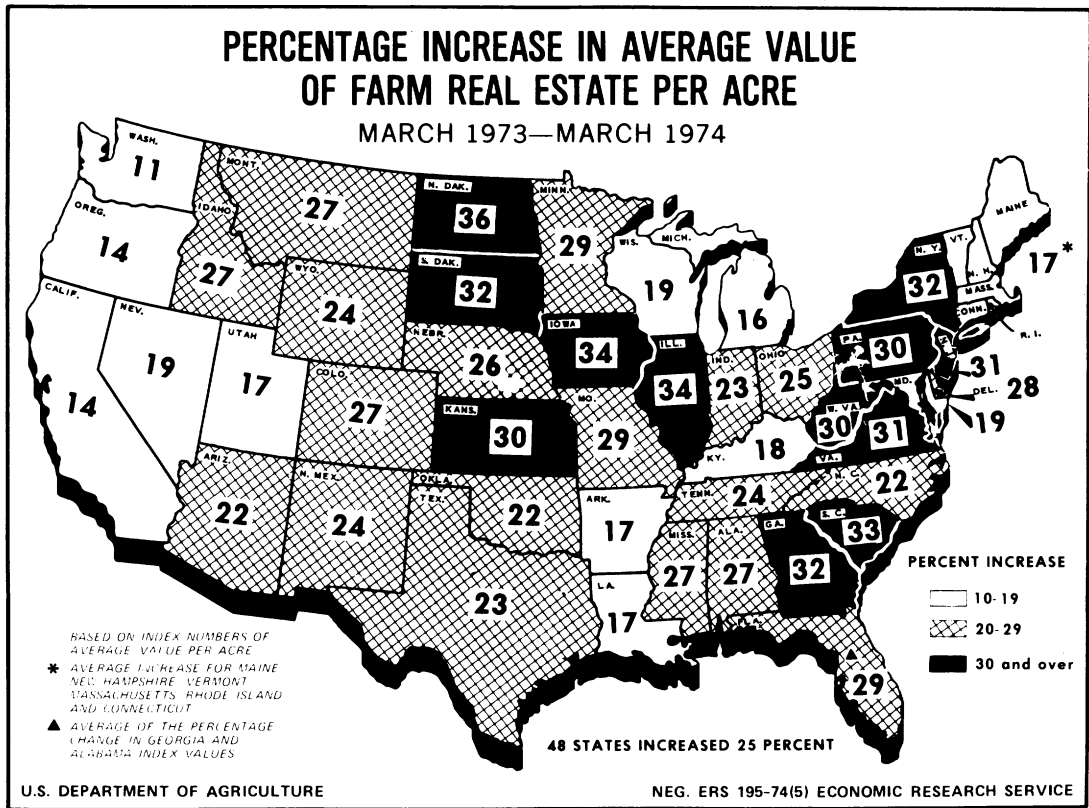 PERCENTAGE INCREASE IN AVERAGE VALUE
OF FARM REAL ESTATE PER ACRE
MARCH 1973—MARCH 1974
WASH.
11
OREG.
14
CALIF.
14
NEV.
19
IDAHO
27
MONT.
27
WYO.
24
UTAH
17
COLO.
27
ARIZ.
22
N. MEX.
24
N. DAK.
36
S. DAK.
32
NEBR.
26
KANS.
30
OKLA.
22
TEX.
23
MINN.
29
IOWA
34
MO.
29
ARK.
17
LA.
17
WIS.
19
MICH.
16
ILL.
34
IND.
23
OHIO
25
KY.
18
TENN.
24
MISS.
27
ALA.
27
GA.
32
FLA.
29
S. C.
33
N. C.
22
VA.
31
W. VA.
30
MD.
19
DEL.
28
N. J.
31
PA.
30
N. Y.
32
VT.
N. H.
MAINE
17*
MASS.
CONN.
R. I.
PERCENT INCREASE
10-19
20-29
30 and over
BASED ON INDEX NUMBERS OF
AVERAGE VALUE PER ACRE
* AVERAGE INCREASE FOR MAINE
NEW HAMPSHIRE VERMONT
MASSACHUSETTS RHODE ISLAND
AND CONNECTICUT
▲ AVERAGE OF THE PERCENTAGE
CHANGE IN GEORGIA AND
ALABAMA INDEX VALUES
48 STATES INCREASED 25 PERCENT
U.S. DEPARTMENT OF AGRICULTURE
NEG. ERS 195-74(5) ECONOMIC RESEARCH SERVICE